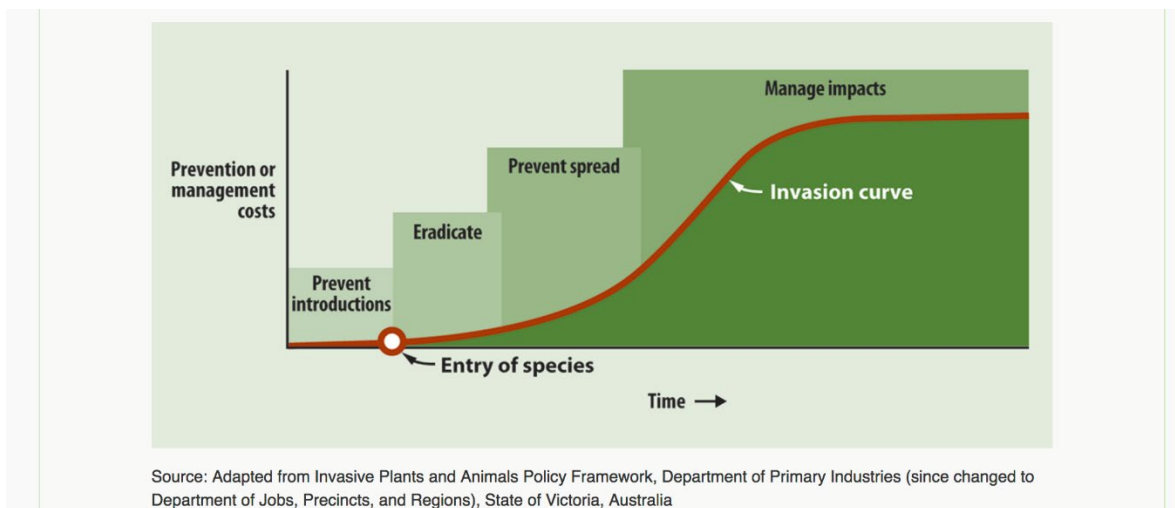 Manage impacts
Prevention or
management
costs
Prevent spread
Invasion curve
Eradicate
Prevent
introductions
Entry of species
Time
Source: Adapted from Invasive Plants and Animals Policy Framework, Department of Primary Industries (since changed to
Department of Jobs, Precincts, and Regions), State of Victoria, Australia